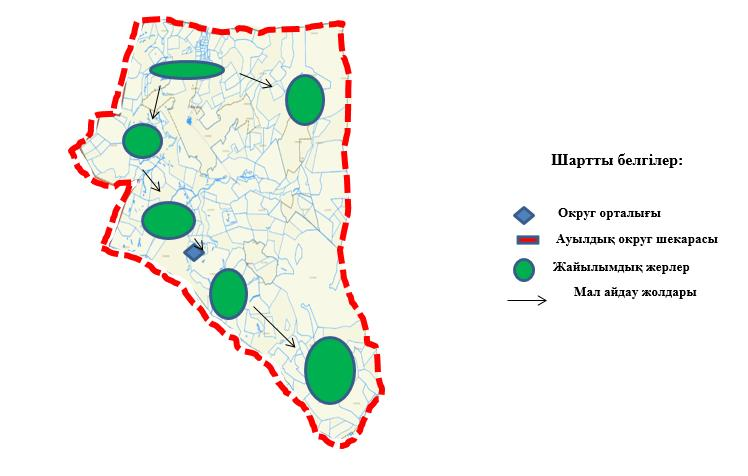 Шартты белгілер:
Округ орталығы
Ауылдық округ шекарасы
Жайылымдық жерлер
Мал айдау жолдары